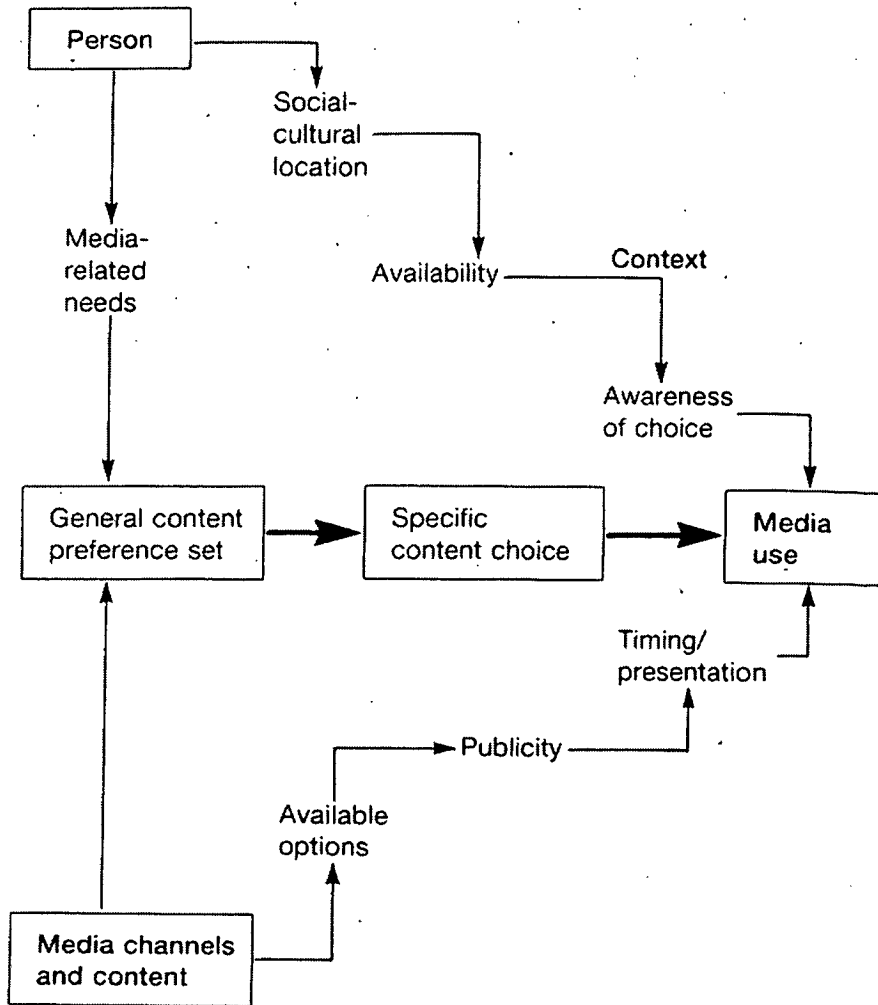 Person
Social-
cultural
location
Media-
related
needs
Availability
Context
Awareness
of choice
General content
preference set
Specific
content choice
Media
use
Timing/
presentation
Publicity
Available
options
Media channels
and content